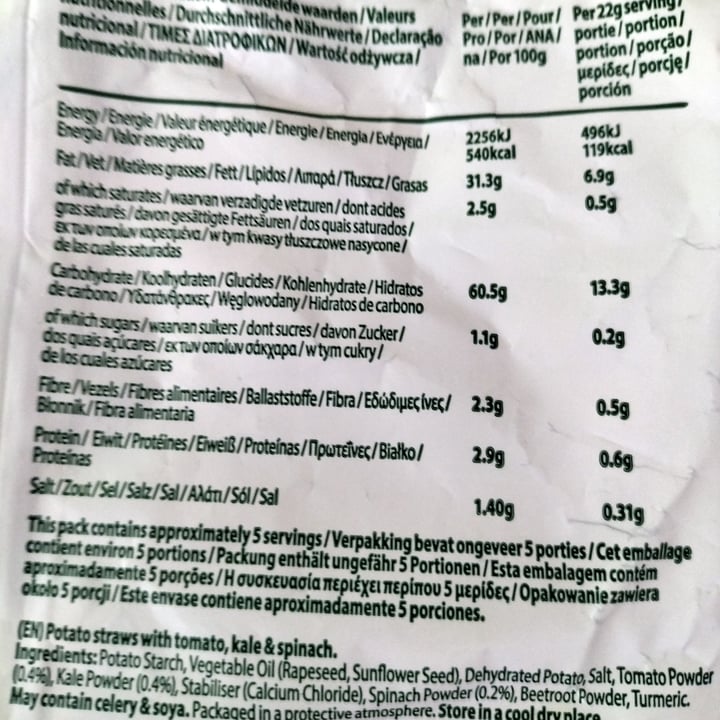 waarden/Valeurs
nutritionnelles/Durchschnittliche Nährwerte/Declaração
nutricional/ΤΙΜΕΣ ΔΙΑΤΡΟΦΙΚΩΝ/Wartość odżywcza/
Información nutricional
Per/Per/Pour/
Pro/Por/ANA/
na/Por 100g
Per 22g serving/
portie/portion/
portion/porção/
μερίδες/porcję/
porción
Energy/Energie/Valeur énergétique/Energie/Energia/Ενέργεια/
Energia/Valor energético
2256kJ 496kJ
540kcal 119kcal
Fat/Vet/Matières grasses/Fett/Lípidos/Λιπαρά/Tłuszcz/Grasas 31.3g 6.9g
of which saturates/waarvan verzadigde vetzuren/dont acides 2.5g 0.5g
gras saturés/davon gesättigte Fettsäuren/dos quais saturados/
εκ των οποίων κορεσμένα/w tym kwasy tłuszczowe nasycone/
de las cuales saturadas
Carbohydrate/Koolhydraten/Glucides/Kohlenhydrate/Hidratos 60.5g 13.3g
de carbono/Υδατάνθρακες/Węglowodany/Hidratos de carbono
of which sugars/waarvan suikers/dont sucres/davon Zucker/ 1.1g 0.2g
dos quais açúcares/εκ των οποίων σάκχαρα/w tym cukry/
de los cuales azúcares
Fibre/Vezels/Fibres alimentaires/Ballaststoffe/Fibra/Εδώδιμες ίνες/ 2.3g 0.5g
Błonnik/Fibra alimentaria
Protein/ Eiwit/Protéines/Eiweiß/Proteínas/Πρωτεΐνες/Białko/ 2.9g 0.6g
Proteínas
Salt/Zout/Sel/Salz/Sal/Αλάτι/Sól/Sal 1.40g 0.31g
This pack contains approximately 5 servings/Verpakking bevat ongeveer 5 porties/Cet emballage
contient environ 5 portions/Packung enthält ungefähr 5 Portionen/Esta embalagem contém
aproximadamente 5 porções/Η συσκευασία περιέχει περίπου 5 μερίδες/Opakowanie zawiera
około 5 porcji/Este envase contiene aproximadamente 5 porciones.
(EN) Potato straws with tomato, kale & spinach.
Ingredients: Potato Starch, Vegetable Oil (Rapeseed, Sunflower Seed), Dehydrated Potato, Salt, Tomato Powder
(0.4%), Kale Powder (0.4%), Stabiliser (Calcium Chloride), Spinach Powder (0.2%), Beetroot Powder, Turmeric.
May contain celery & soya. Packaged in a protective atmosphere. Store in a cool dry place